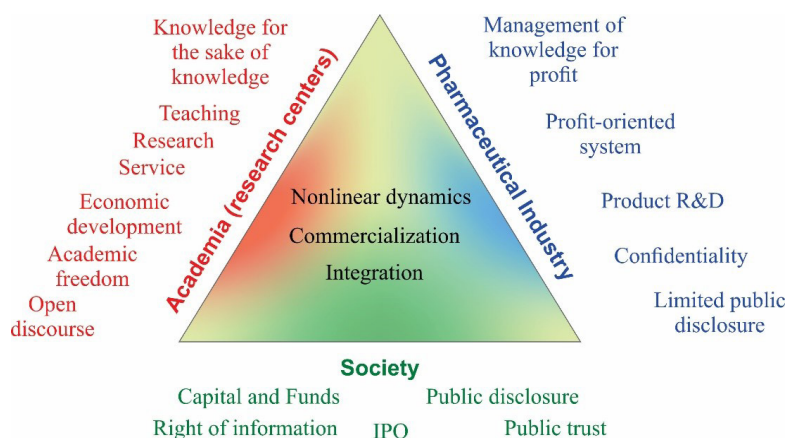 Knowledge for
the sake of
knowledge
Teaching
Research
Service
Economic
development
Academic
freedom
Open
discourse
Academia (research centers)
Nonlinear dynamics
Commercialization
Integration
Pharmaceutical Industry
Management of
knowledge for
profit
Profit-oriented
system
Product R&D
Confidentiality
Limited public
disclosure
Society
Capital and Funds
Public disclosure
Right of information
IPO
Public trust